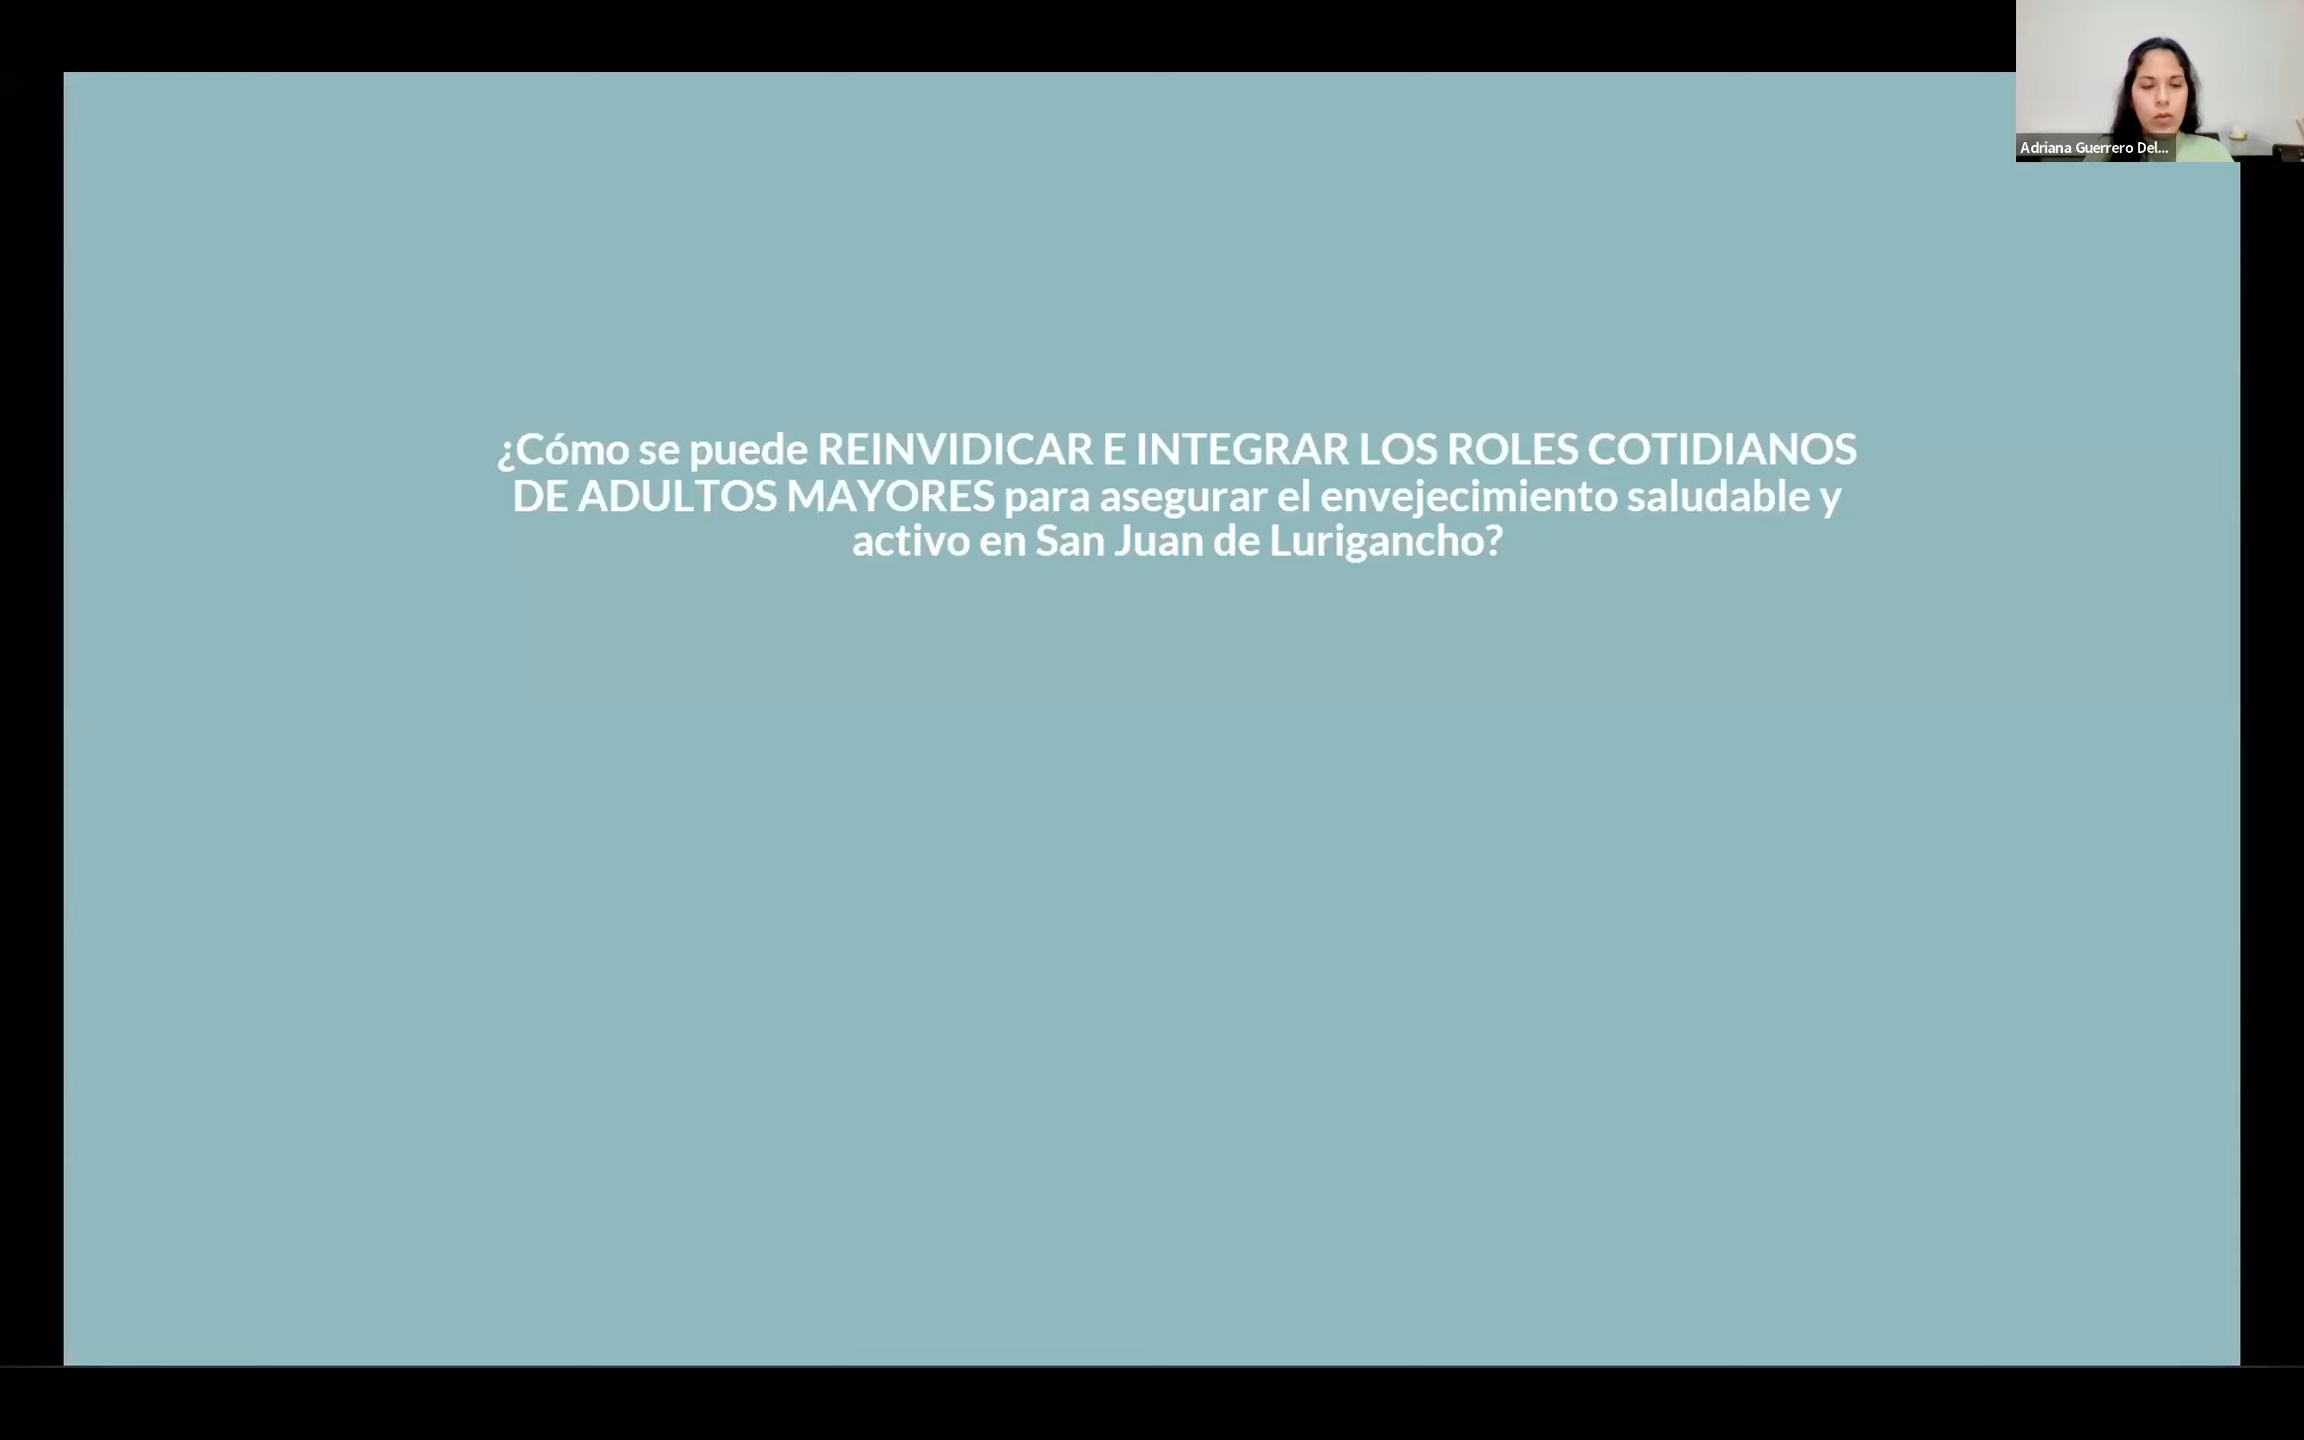 Adriana Guerrero Del...
¿Cómo se puede REINVIDICAR E INTEGRAR LOS ROLES COTIDIANOS
DE ADULTOS MAYORES para asegurar el envejecimiento saludable y
activo en San Juan de Lurigancho?